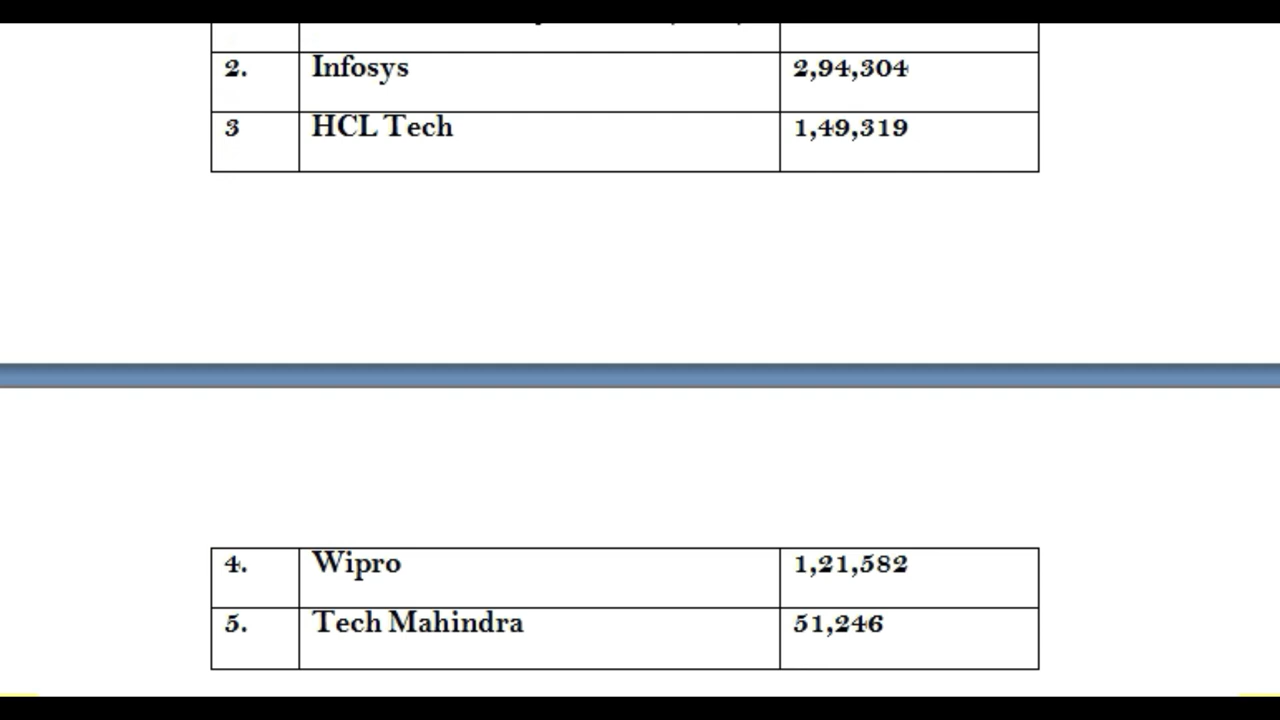 2. Infosys 2,94,304
3 HCL Tech 1,49,319
4. Wipro 1,21,582
5. Tech Mahindra 51,246